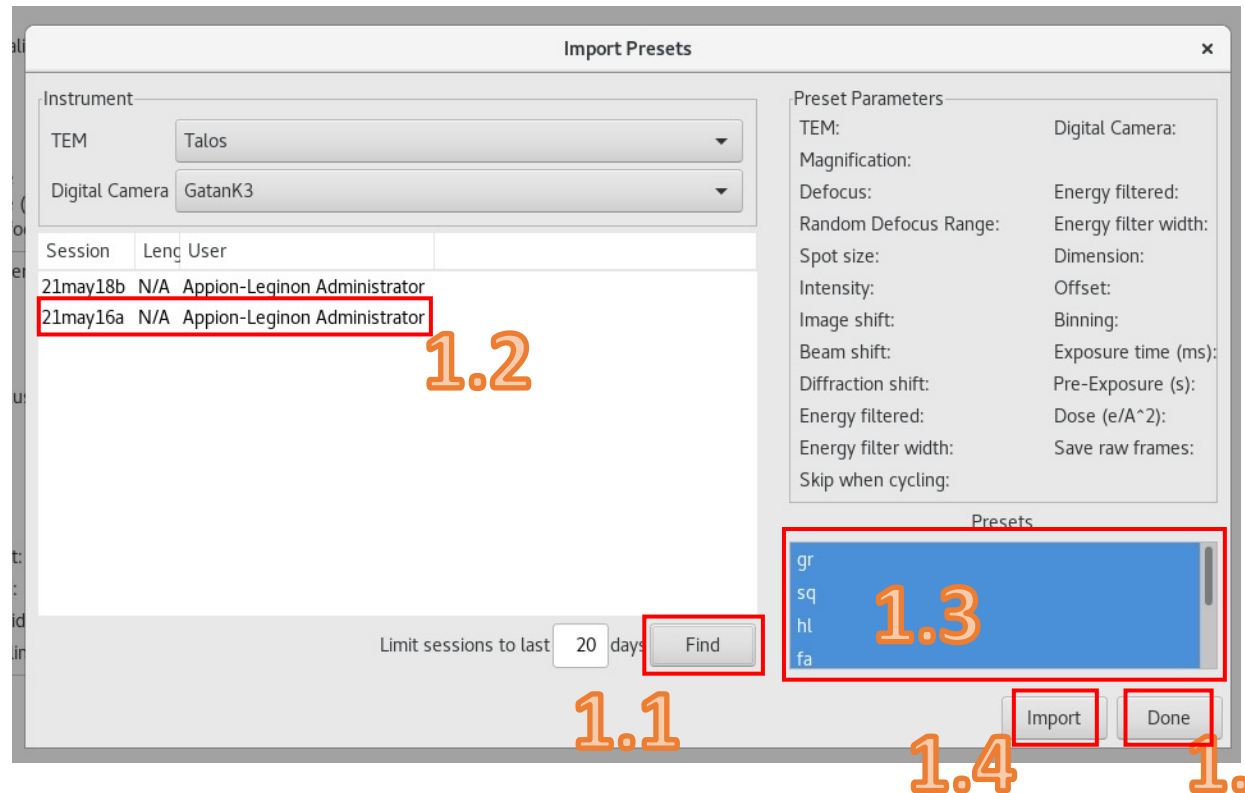 Import Presets
×
Instrument
TEM Talos
Digital Camera GatanK3
Session Leng User
21may18b N/A Appion-Leginon Administrator
21may16a N/A Appion-Leginon Administrator
1.2
Limit sessions to last 20 days Find
1.1
Preset Parameters
TEM: Digital Camera:
Magnification:
Defocus: Energy filtered:
Random Defocus Range: Energy filter width:
Spot size: Dimension:
Intensity: Offset:
Image shift: Binning:
Beam shift: Exposure time (ms):
Diffraction shift: Pre-Exposure (s):
Energy filtered: Dose (e/A^2):
Energy filter width: Save raw frames:
Skip when cycling:
Presets
gr
sq
hl
fa
1.3
Import Done
1.4 1.